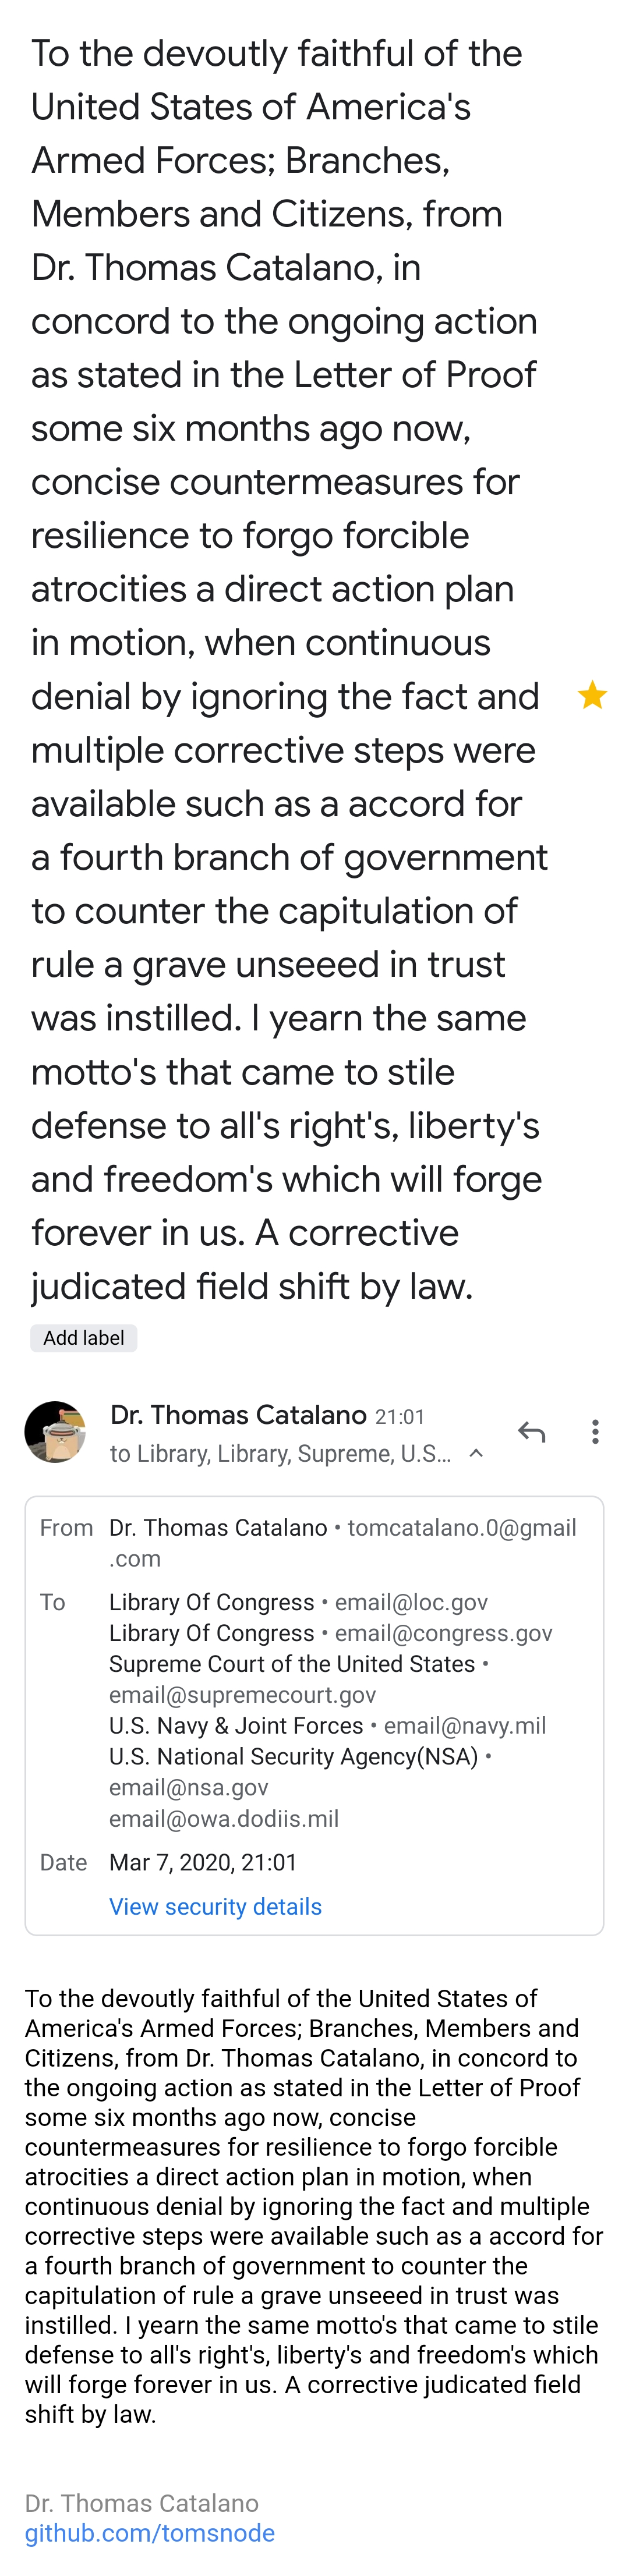 To the devoutly faithful of the
United States of America's
Armed Forces; Branches,
Members and Citizens, from
Dr. Thomas Catalano, in
concord to the ongoing action
as stated in the Letter of Proof
some six months ago now,
concise countermeasures for
resilience to forgo forcible
atrocities a direct action plan
in motion, when continuous
denial by ignoring the fact and
multiple corrective steps were
available such as a accord for
a fourth branch of government
to counter the capitulation of
rule a grave unseeed in trust
was instilled. I yearn the same
motto's that came to stile
defense to all's right's, liberty's
and freedom's which will forge
forever in us. A corrective
judicated field shift by law.
Add label
Dr. Thomas Catalano 21:01
to Library, Library, Supreme, U.S...
From Dr. Thomas Catalano • tomcatalano.0@gmail
.com
To Library Of Congress • email@loc.gov
Library Of Congress • email@congress.gov
Supreme Court of the United States •
email@supremecourt.gov
U.S. Navy & Joint Forces • email@navy.mil
U.S. National Security Agency(NSA) •
email@nsa.gov
email@owa.dodiis.mil
Date Mar 7, 2020, 21:01
View security details
To the devoutly faithful of the United States of
America's Armed Forces; Branches, Members and
Citizens, from Dr. Thomas Catalano, in concord to
the ongoing action as stated in the Letter of Proof
some six months ago now, concise
countermeasures for resilience to forgo forcible
atrocities a direct action plan in motion, when
continuous denial by ignoring the fact and multiple
corrective steps were available such as a accord for
a fourth branch of government to counter the
capitulation of rule a grave unseeed in trust was
instilled. I yearn the same motto's that came to stile
defense to all's right's, liberty's and freedom's which
will forge forever in us. A corrective judicated field
shift by law.
Dr. Thomas Catalano
github.com/tomsnode